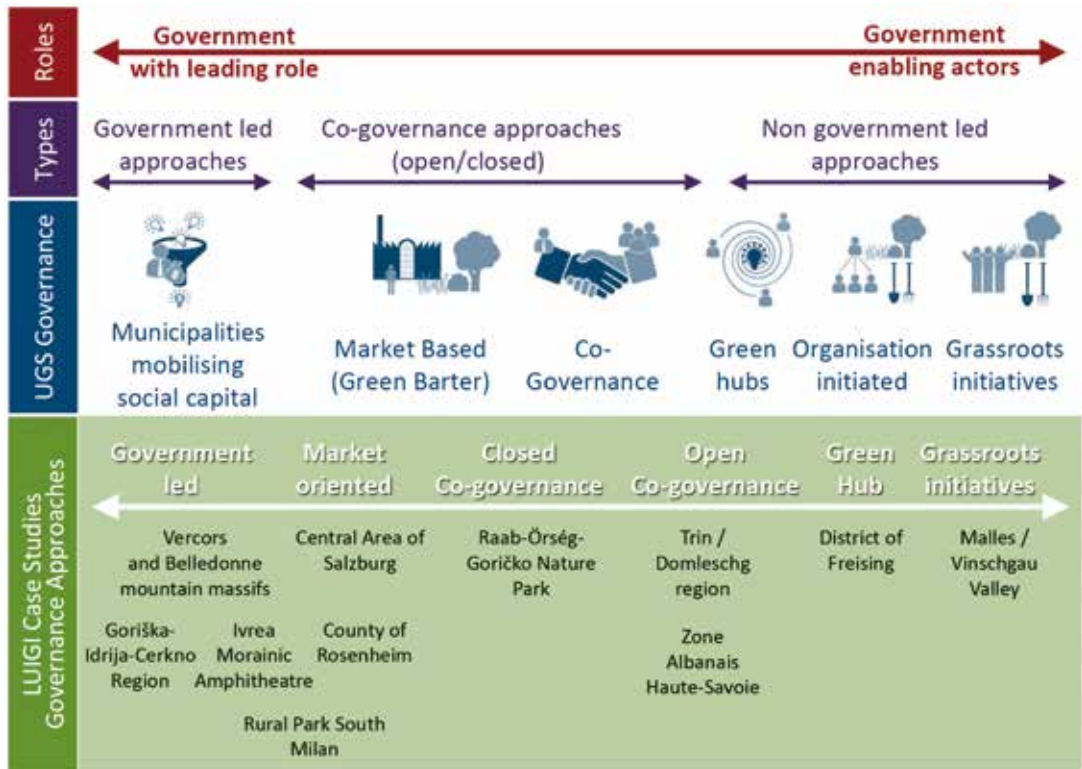 Roles
Government
with leading role
Government
enabling actors
Types
Government led
approaches
Co-governance approaches
(open/closed)
Non government led
approaches
UGS Governance
Municipalities
mobilising
social capital
Market Based
(Green Barter)
Co-
Governance
Green
hubs
Organisation
initiated
Grassroots
initiatives
LUIGI Case Studies
Governance Approaches
Government
led
Market
oriented
Closed
Co-governance
Open
Co-governance
Green
Hub
Grassroots
initiatives
Vercors
and Belledonne
mountain massifs
Central Area of
Salzburg
Raab-Örség-
Goričko Nature
Park
Trin /
Domleschg
region
District of
Freising
Malles /
Vinschgau
Valley
Goriška-
Idrija-Cerkno
Region
Ivrea
Morainic
Amphitheatre
County of
Rosenheim
Zone
Albanais
Haute-Savoie
Rural Park South
Milan